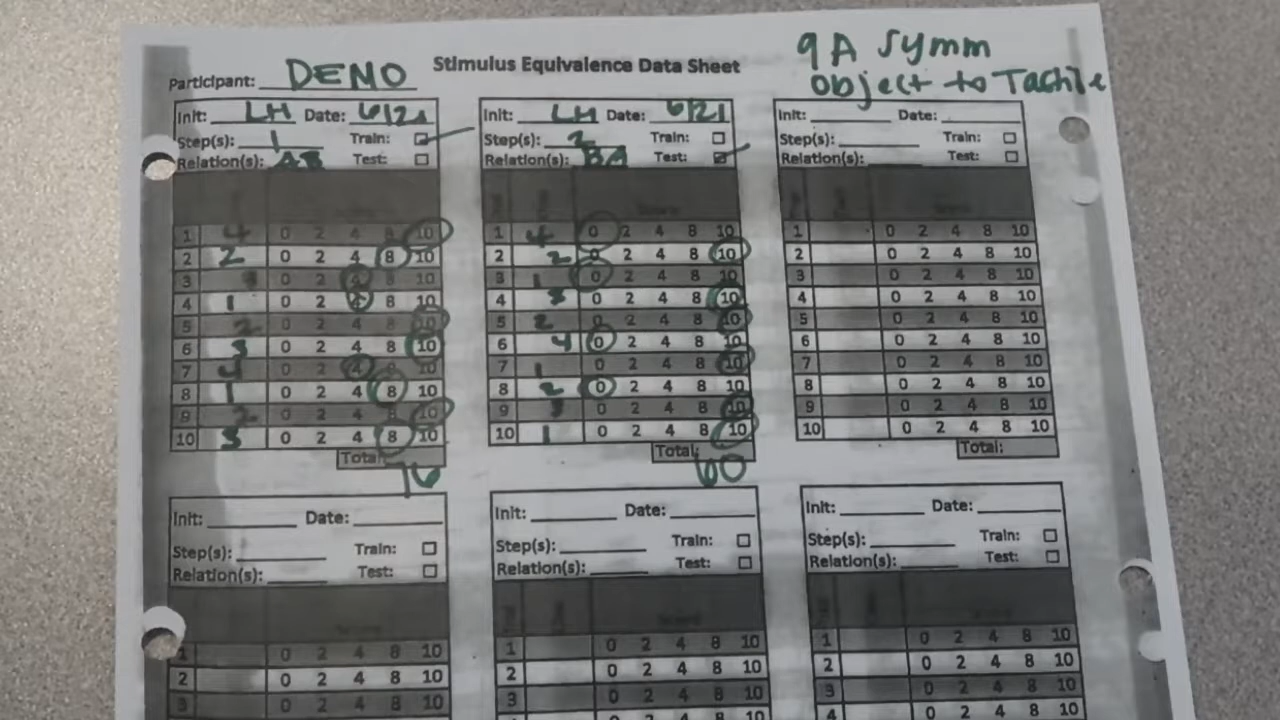 9A Symm
Object to Tactile
Stimulus Equivalence Data Sheet
Participant: DEMO
Init: LH Date: 6/21
Step(s): 1 Train:
Relation(s): AB Test:
1 4 0 2 4 8 10
2 2 0 2 4 8 10
3 0 2 4 8 10
4 1 0 2 4 8 10
5 2 0 2 4 8 10
6 3 0 2 4 8 10
7 4 0 2 4 8 10
8 1 0 2 4 8 10
9 2 0 2 4 8 10
10 3 0 2 4 8 10
Total: 76
Init: LH Date: 6/21
Step(s): 2 Train:
Relation(s): BA Test:
1 4 0 2 4 8 10
2 2 0 2 4 8 10
3 1 0 2 4 8 10
4 3 0 2 4 8 10
5 2 0 2 4 8 10
6 4 0 2 4 8 10
7 1 0 2 4 8 10
8 2 0 2 4 8 10
9 3 0 2 4 8 10
10 1 0 2 4 8 10
Total: 60
Init: Date:
Step(s): Train:
Relation(s): Test:
1 0 2 4 8 10
2 0 2 4 8 10
3 0 2 4 8 10
4 0 2 4 8 10
5 0 2 4 8 10
6 0 2 4 8 10
7 0 2 4 8 10
8 0 2 4 8 10
9 0 2 4 8 10
10 0 2 4 8 10
Total:
Init: Date:
Step(s): Train:
Relation(s): Test:
1 0 2 4 8 10
2 0 2 4 8 10
3 0 2 4 8 10
Init: Date:
Step(s): Train:
Relation(s): Test:
1 0 2 4 8 10
2 0 2 4 8 10
3 0 2 4 8 10
10
Init: Date:
Step(s): Train:
Relation(s): Test:
1 0 2 4 8 10
2 0 2 4 8 10
3 0 2 4 8 10
4 0 2 4 8 10